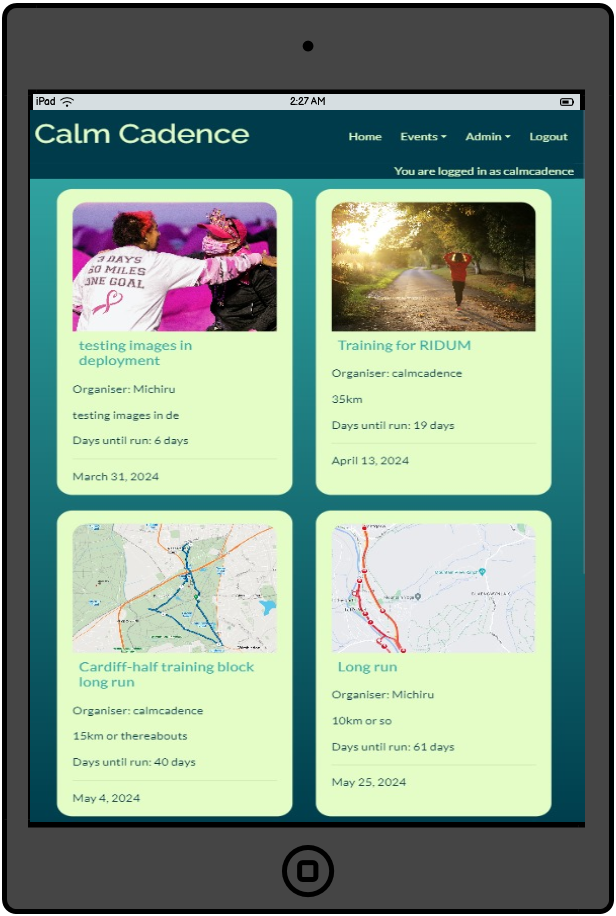 iPad 2:27 AM
Calm Cadence
Home Events Admin Logout
You are logged in as calmcadence
3 DAYS
60 MILES
ONE GOAL
testing images in
deployment
Organiser: Michiru
testing images in de
Days until run: 6 days
March 31, 2024
Training for RIDUM
Organiser: calmcadence
35km
Days until run: 19 days
April 13, 2024
Cardiff-half training block
long run
Organiser: calmcadence
15km or thereabouts
Days until run: 40 days
May 4, 2024
Long run
Organiser: Michiru
10km or so
Days until run: 61 days
May 25, 2024